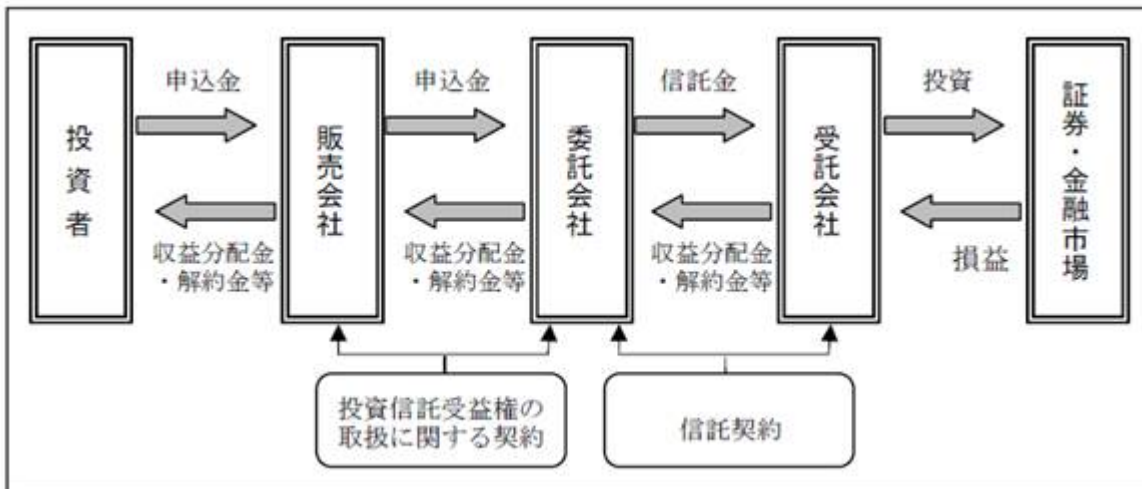 申込金
申込金
信託金
投資
投資者
販売会社
委託会社
受託会社
証券・金融市場
収益分配金
・解約金等
収益分配金
・解約金等
収益分配金
・解約金等
損益
投資信託受益権の
取扱に関する契約
信託契約